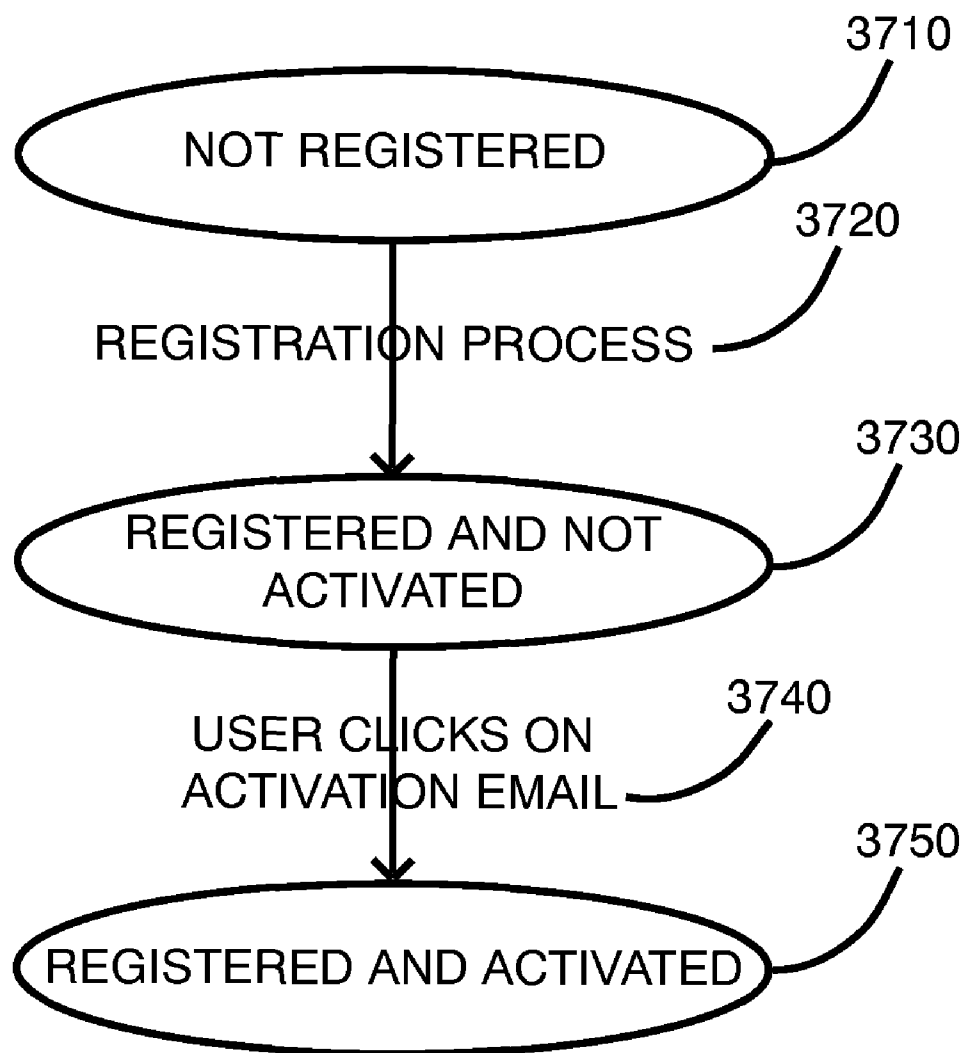 3710
NOT REGISTERED
3720
REGISTRATION PROCESS
3730
REGISTERED AND NOT
ACTIVATED
3740
USER CLICKS ON
ACTIVATION EMAIL
3750
REGISTERED AND ACTIVATED